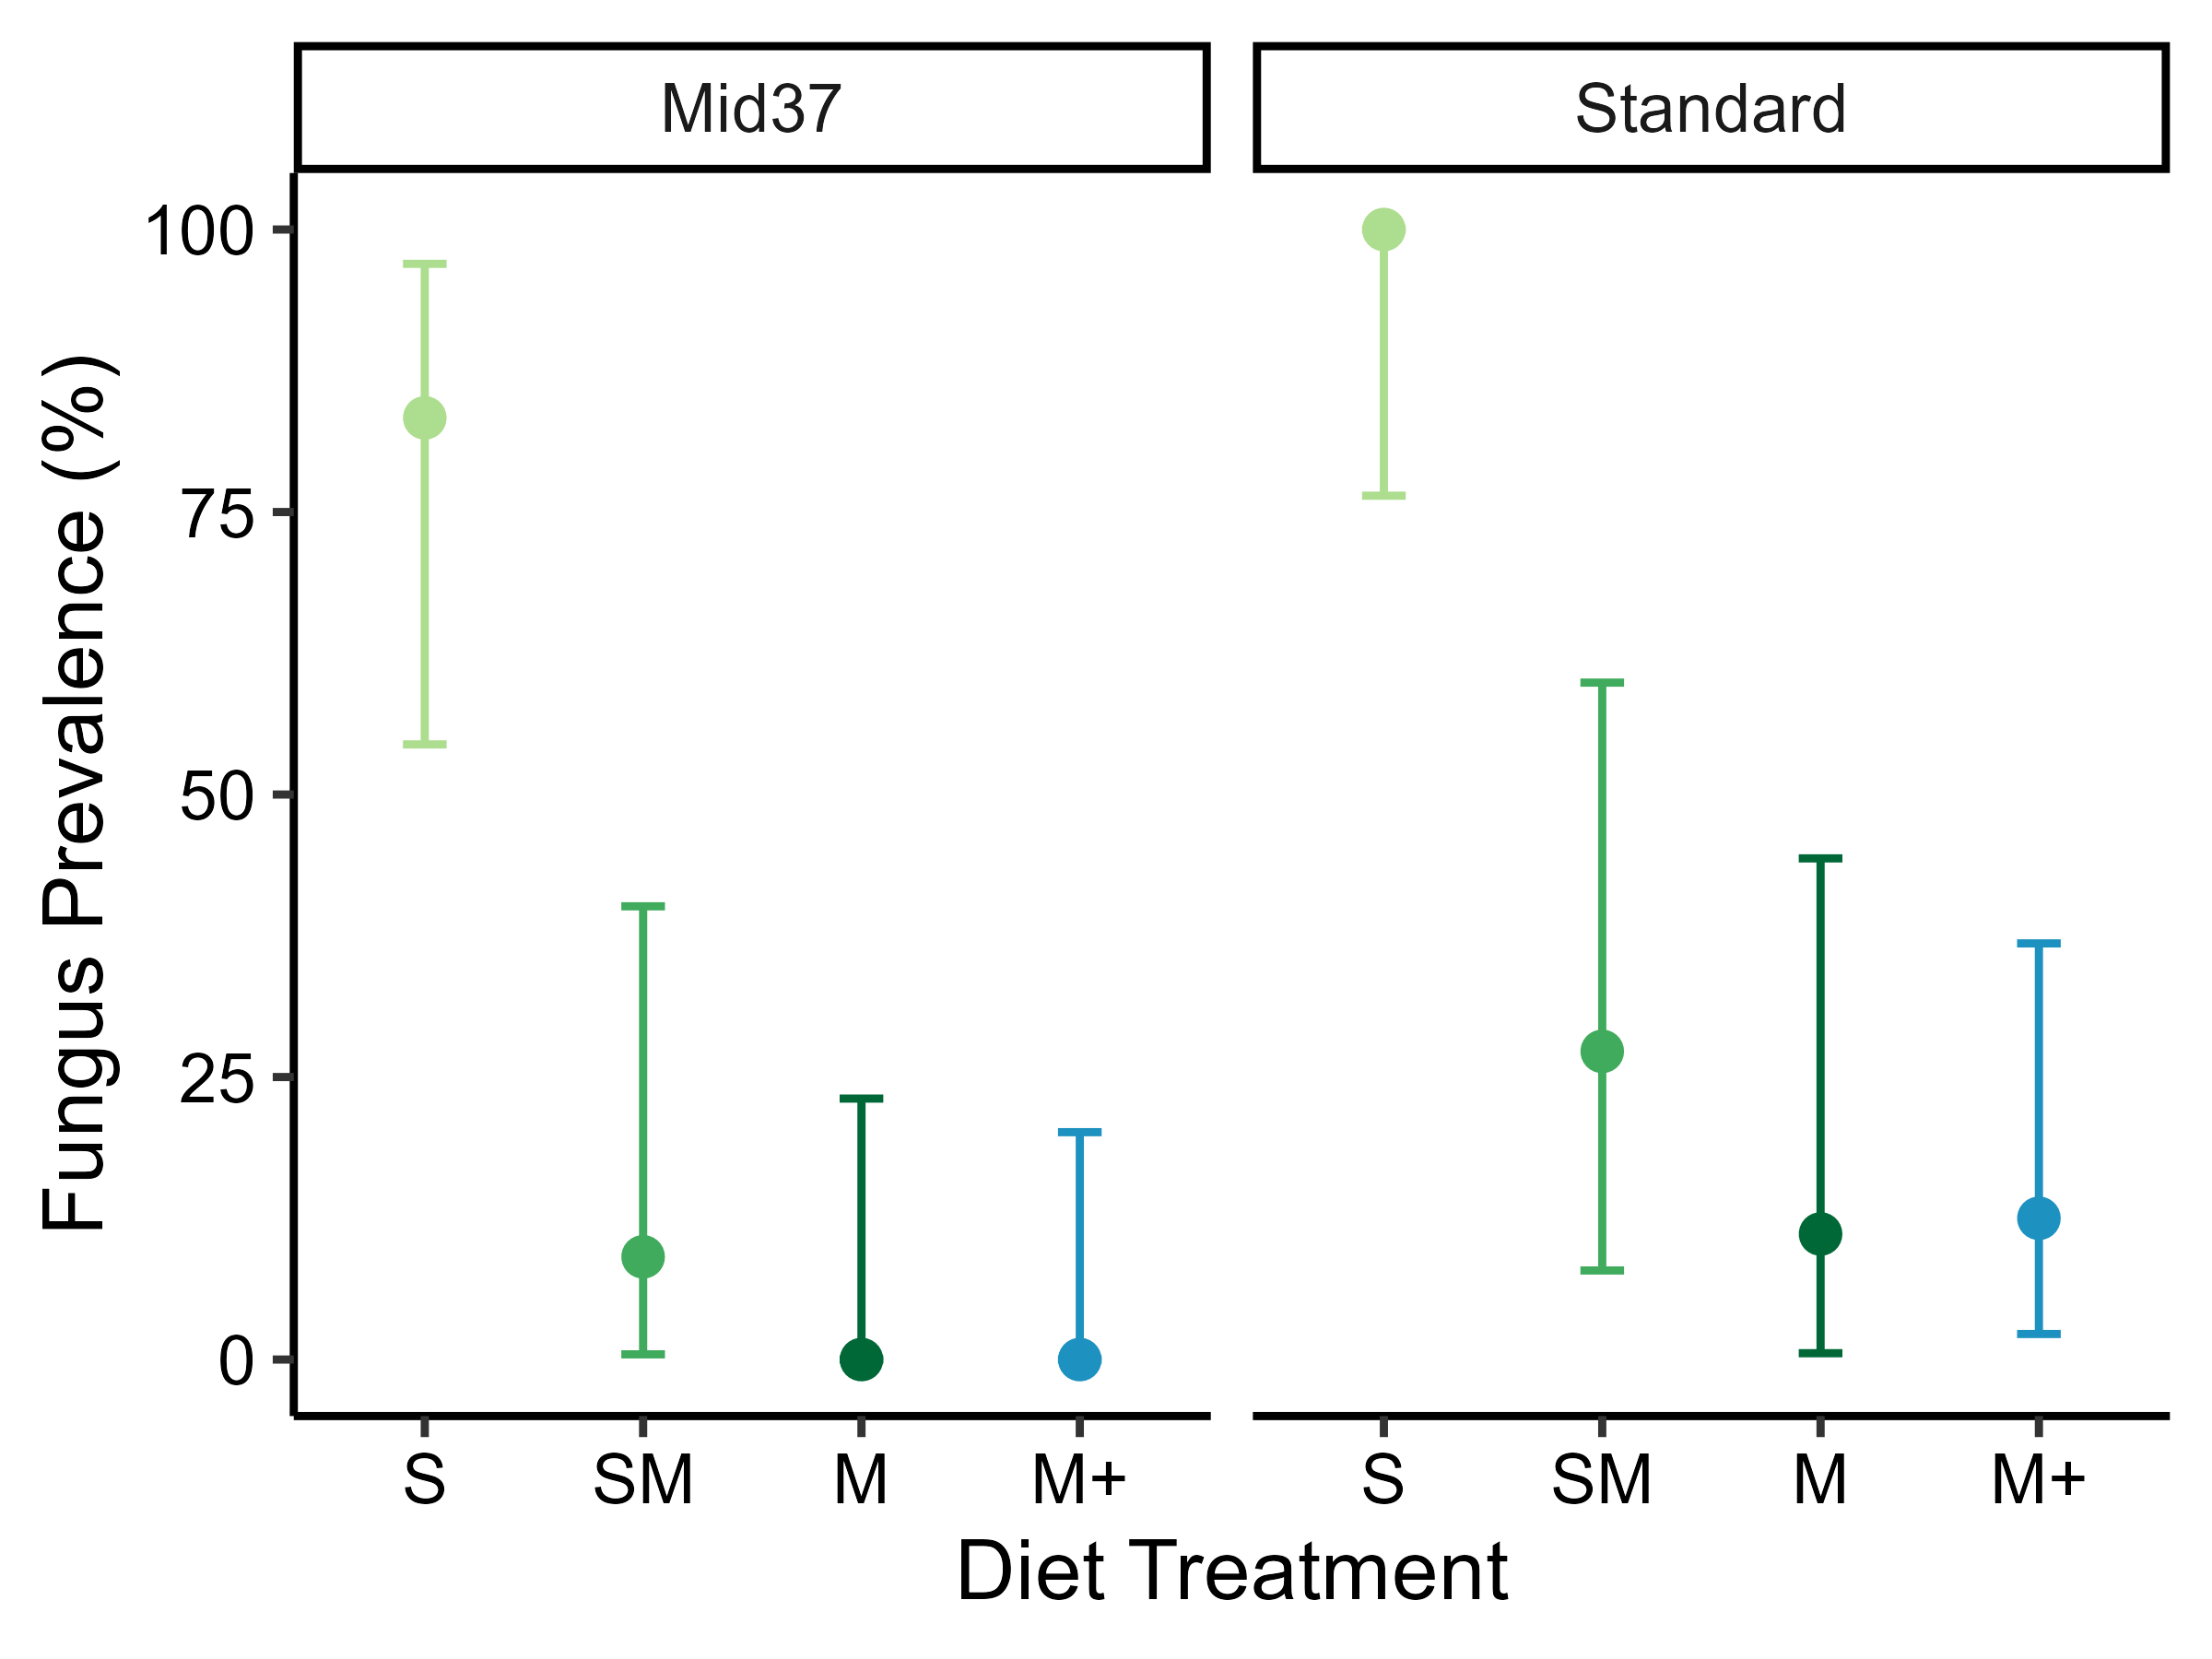 Mid37
Standard
Fungus Prevalence (%)
100
75
50
25
0
S SM M M+
S SM M M+
Diet Treatment